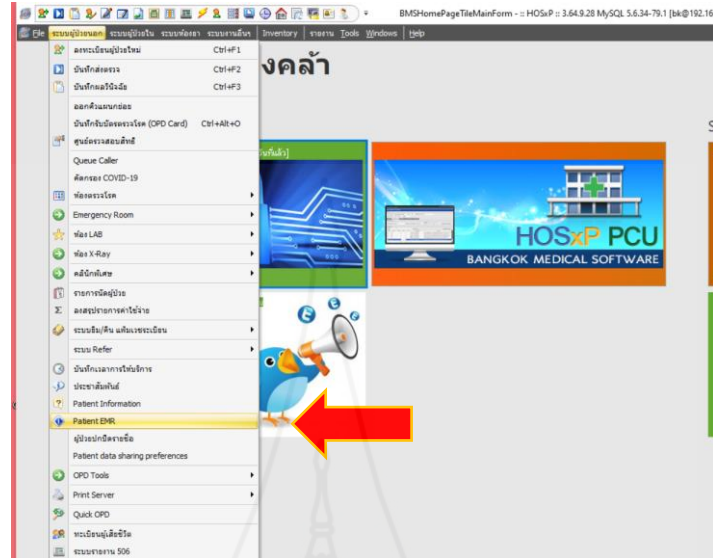 BMSHomePageTileMainForm - :: HOSxP :: 3.64.9.28 MySQL 5.6.34-79.1 [bk@192.16
File ระบบผู้ป่วยนอก ระบบผู้ป่วยใน ระบบห้องยา ระบบงานอื่นๆ Inventory รายงาน Tools Windows Help
ลงทะเบียนผู้ป่วยใหม่ Ctrl+F1
บันทึกส่งตรวจ Ctrl+F2
บันทึกผลวินิจฉัย Ctrl+F3
ออกคิวแผนกย่อย
บันทึกรับบัตรตรวจโรค (OPD Card) Ctrl+Alt+O
ศูนย์ตรวจสอบสิทธิ์
Queue Caller
คัดกรอง COVID-19
ห้องตรวจโรค
Emergency Room
ห้อง LAB
ห้อง X-Ray
คลินิกพิเศษ
รายการนัดผู้ป่วย
ลงสรุปรายการค่าใช้จ่าย
ระบบยืม/คืน แฟ้มเวชระเบียน
ระบบ Refer
บันทึกเวลาการให้บริการ
ประชาสัมพันธ์
Patient Information
Patient EMR
ผู้ป่วยปกปิดรายชื่อ
Patient data sharing preferences
OPD Tools
Print Server
Quick OPD
ทะเบียนผู้เสียชีวิต
ระบบรายงาน 506
งคล้า
นที่แล้ว]
HOSxP PCU
BANGKOK MEDICAL SOFTWARE
S